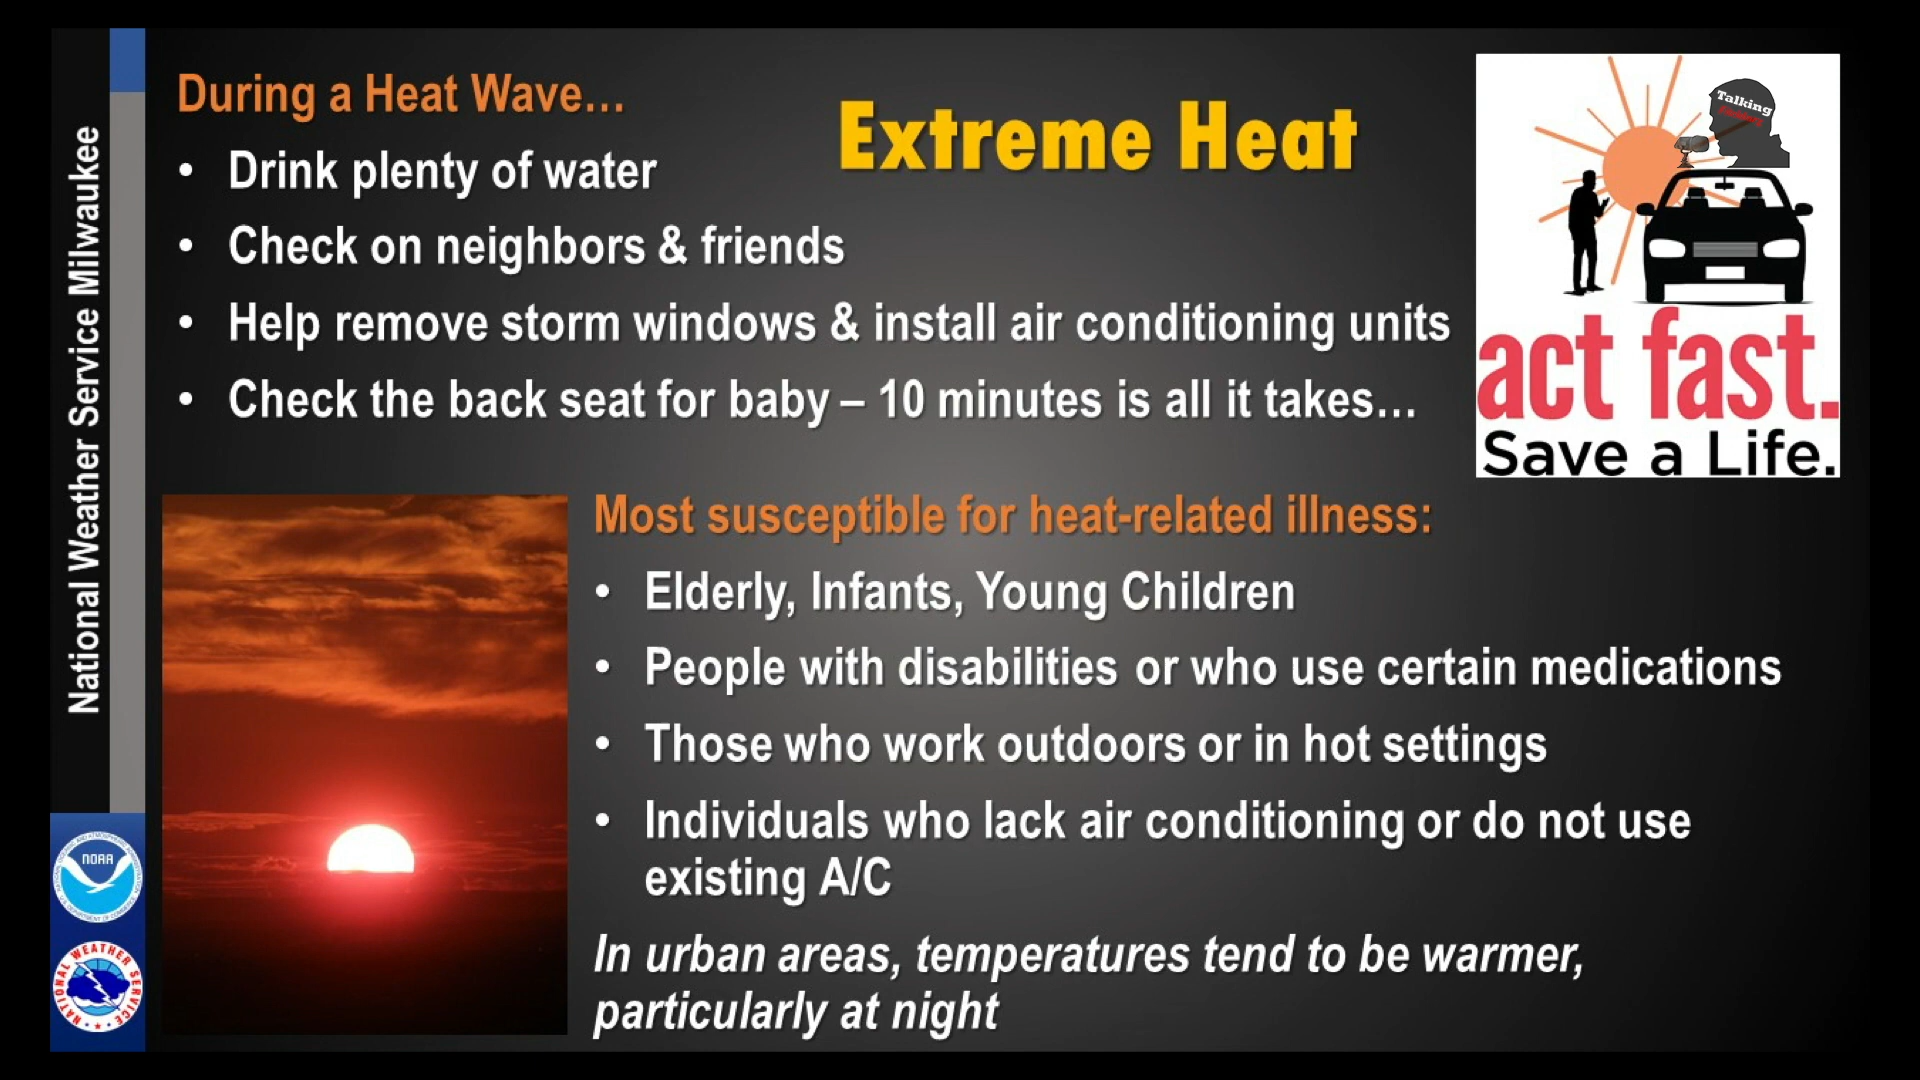 During a Heat Wave…
Extreme Heat
• Drink plenty of water
• Check on neighbors & friends
• Help remove storm windows & install air conditioning units
• Check the back seat for baby – 10 minutes is all it takes…
Talking
act fast.
Save a Life.
National Weather Service Milwaukee
Most susceptible for heat-related illness:
• Elderly, Infants, Young Children
• People with disabilities or who use certain medications
• Those who work outdoors or in hot settings
• Individuals who lack air conditioning or do not use
existing A/C
In urban areas, temperatures tend to be warmer,
particularly at night
NOAA
NATIONAL WEATHER SERVICE